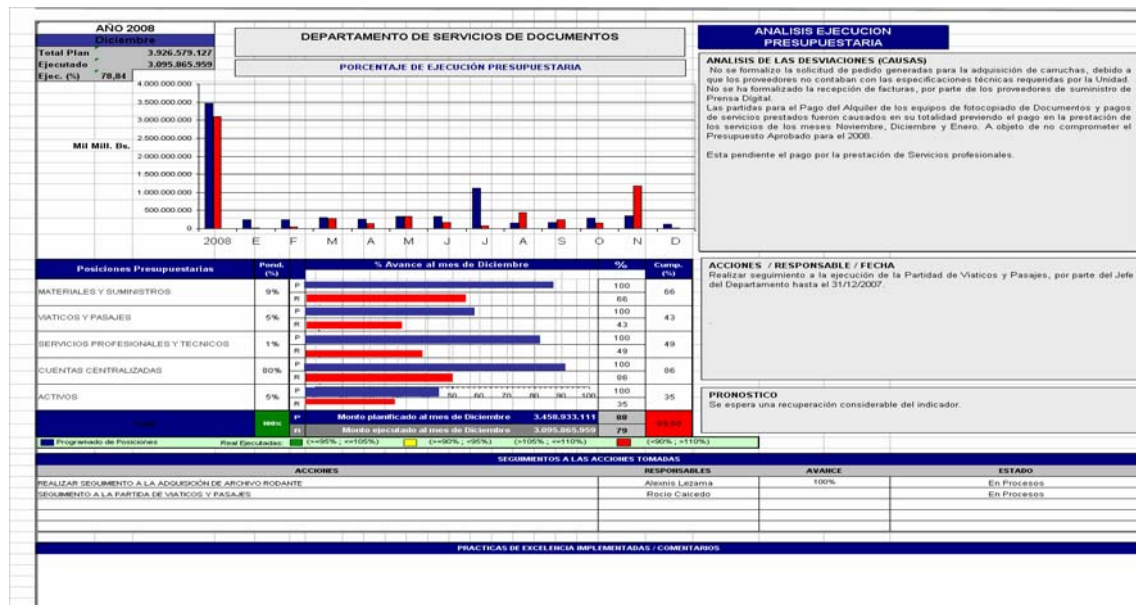 AÑO 2008
Diciembre
Total Plan 3.926.579.127
Ejecutado 3.095.865.959
Ejec. (%) 78,84
DEPARTAMENTO DE SERVICIOS DE DOCUMENTOS
PORCENTAJE DE EJECUCIÓN PRESUPUESTARIA
Mil Mill. Bs.
4.000.000.000
3.500.000.000
3.000.000.000
2.500.000.000
2.000.000.000
1.500.000.000
1.000.000.000
500.000.000
0
2008 E F M A M J J A S O N D
ANALISIS EJECUCION
PRESUPUESTARIA
ANALISIS DE LAS DESVIACIONES (CAUSAS)
No se formalizo la solicitud de pedido generadas para la adquisición de carruchas, debido a
que los proveedores no contaban con las especificaciones técnicas requeridas por la Unidad.
No se ha formalizado la recepción de facturas, por parte de los proveedores de suministro de
Prensa Digital.
Las partidas para el Pago del Alquiler de los equipos de fotocopiado de Documentos y pagos
de servicios prestados fueron causados en su totalidad previendo el pago en la prestación de
los servicios de los meses Noviembre, Diciembre y Enero. A objeto de no comprometer el
Presupuesto Aprobado para el 2008.
Esta pendiente el pago por la prestación de Servicios profesionales.
Posiciones Presupuestarias Pond. (%) % Avance al mes de Diciembre % Cump. (%)
MATERIALES Y SUMINISTROS 9% P 100 R 66 66
VIATICOS Y PASAJES 5% P 100 R 43 43
SERVICIOS PROFESIONALES Y TECNICOS 1% P 100 R 49 49
CUENTAS CENTRALIZADAS 80% P 100 R 86 86
ACTIVOS 5% P 100 R 35 35
50 60 70 80 90 100
100% P Monto planificado al mes de Diciembre 3.458.933.111 88
R Monto ejecutado al mes de Diciembre 3.095.865.959 79
Programado de Posiciones Real Ejecutadas: (>=95% ; <=105%) (>=90% ; <95%) (>105% ; <=110%) (<90% ; >110%)
ACCIONES / RESPONSABLE / FECHA
Realizar seguimiento a la ejecución de la Partida de Viaticos y Pasajes, por parte del Jefe
del Departamento hasta el 31/12/2007.
PRONOSTICO
Se espera una recuperación considerable del indicador.
SEGUIMIENTOS A LAS ACCIONES TOMADAS
ACCIONES RESPONSABLES AVANCE ESTADO
REALIZAR SEGUIMIENTO A LA ADQUISICIÓN DE ARCHIVO RODANTE Alexnis Lezama 100% En Procesos
SEGUIMIENTO A LA PARTIDA DE VIATICOS Y PASAJES Rocio Caicedo En Procesos
PRACTICAS DE EXCELENCIA IMPLEMENTADAS / COMENTARIOS